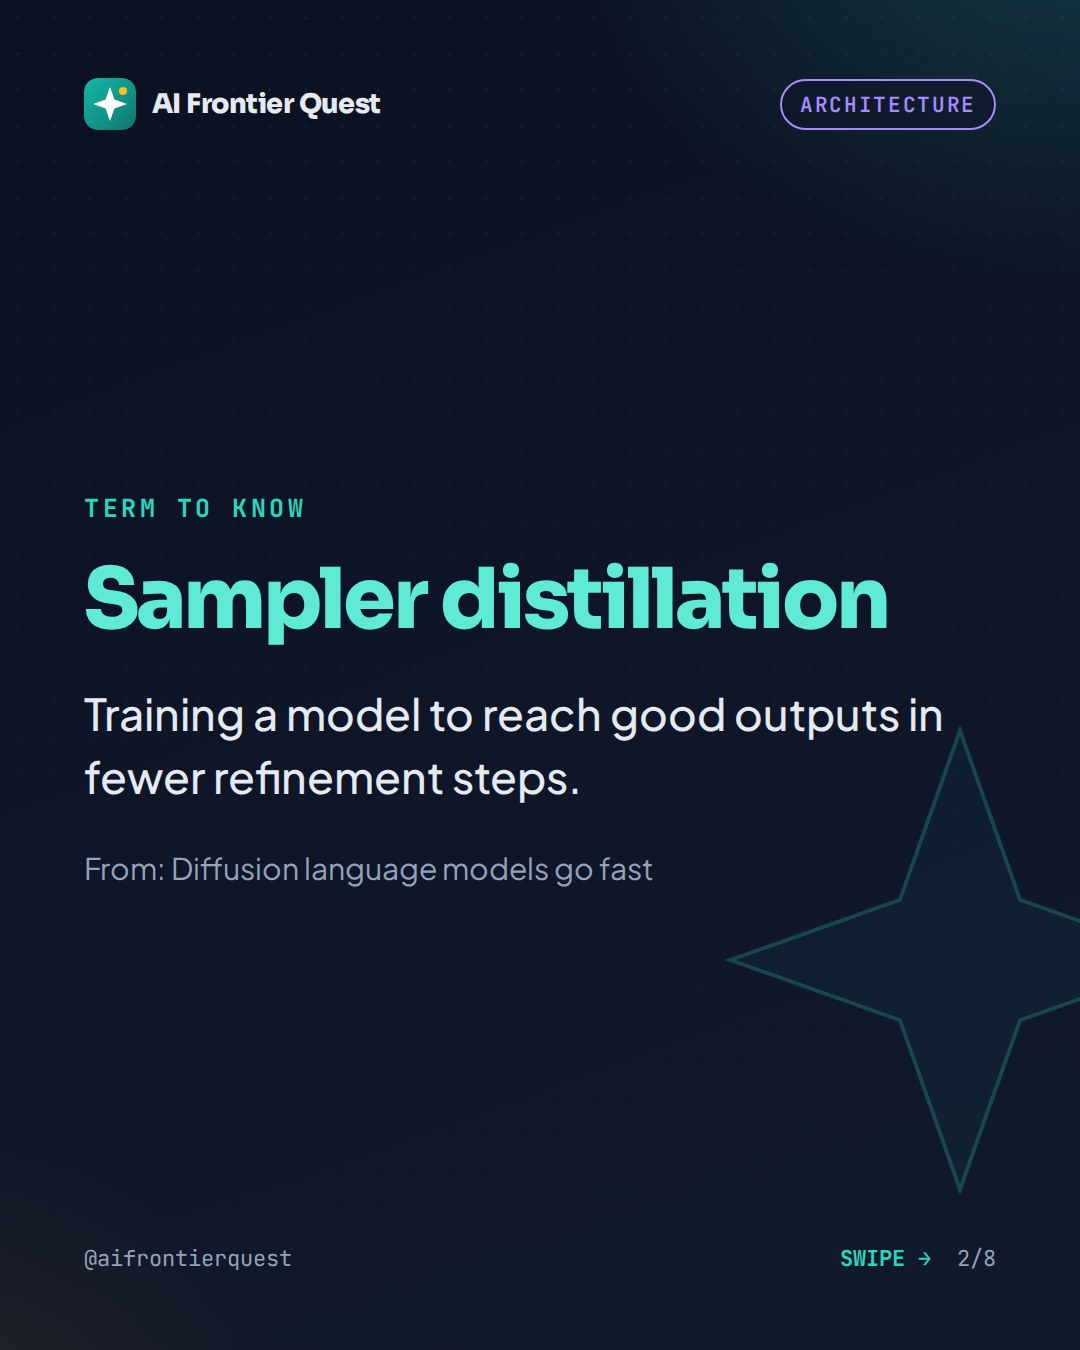 AI Frontier Quest
ARCHITECTURE
TERM TO KNOW
Sampler distillation
Training a model to reach good outputs in
fewer refinement steps.
From: Diffusion language models go fast
@aifrontierquest
SWIPE → 2/8